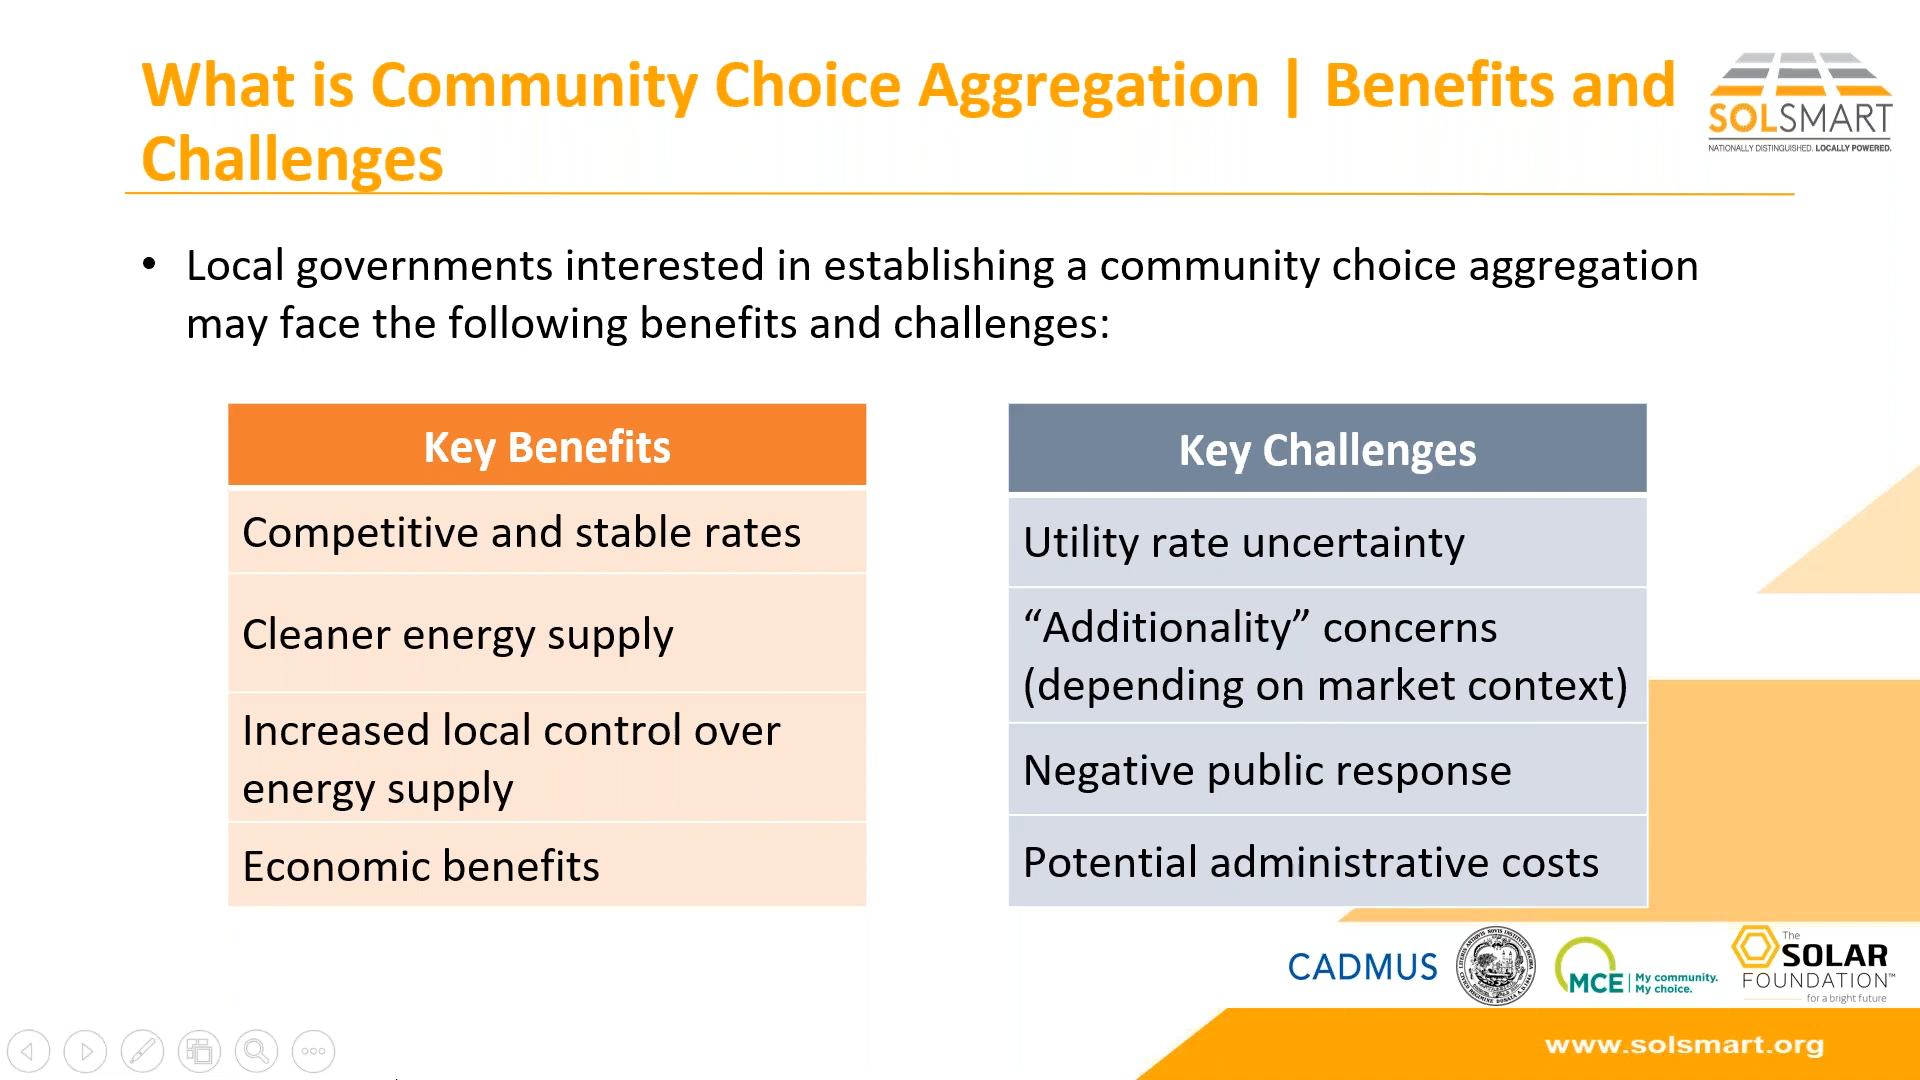 What is Community Choice Aggregation | Benefits and
Challenges
SOLSMART
NATIONALLY DISTINGUISHED. LOCALLY POWERED.
• Local governments interested in establishing a community choice aggregation
may face the following benefits and challenges:
Key Benefits
Competitive and stable rates
Cleaner energy supply
Increased local control over
energy supply
Economic benefits
Key Challenges
Utility rate uncertainty
“Additionality” concerns
(depending on market context)
Negative public response
Potential administrative costs
CADMUS
MCE
My community.
My choice.
The
SOLAR
FOUNDATION™
for a bright future
www.solsmart.org